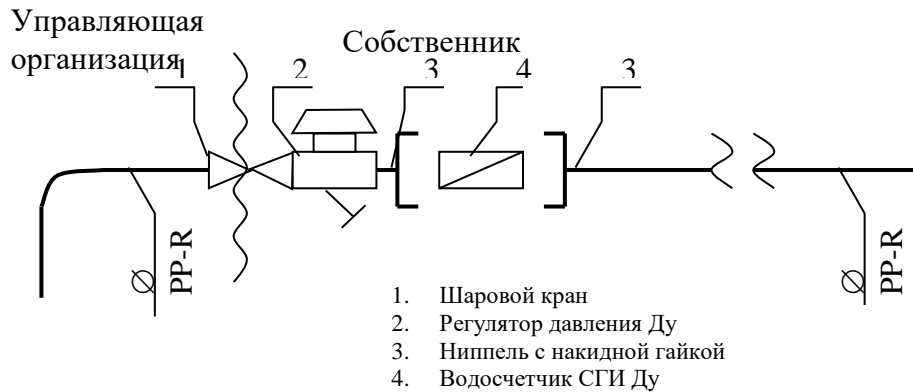 Управляющая
организация
Собственник
1
2
3
4
3
Ø PP-R
Ø PP-R
1. Шаровой кран
2. Регулятор давления Ду
3. Ниппель с накидной гайкой
4. Водосчетчик СГИ Ду